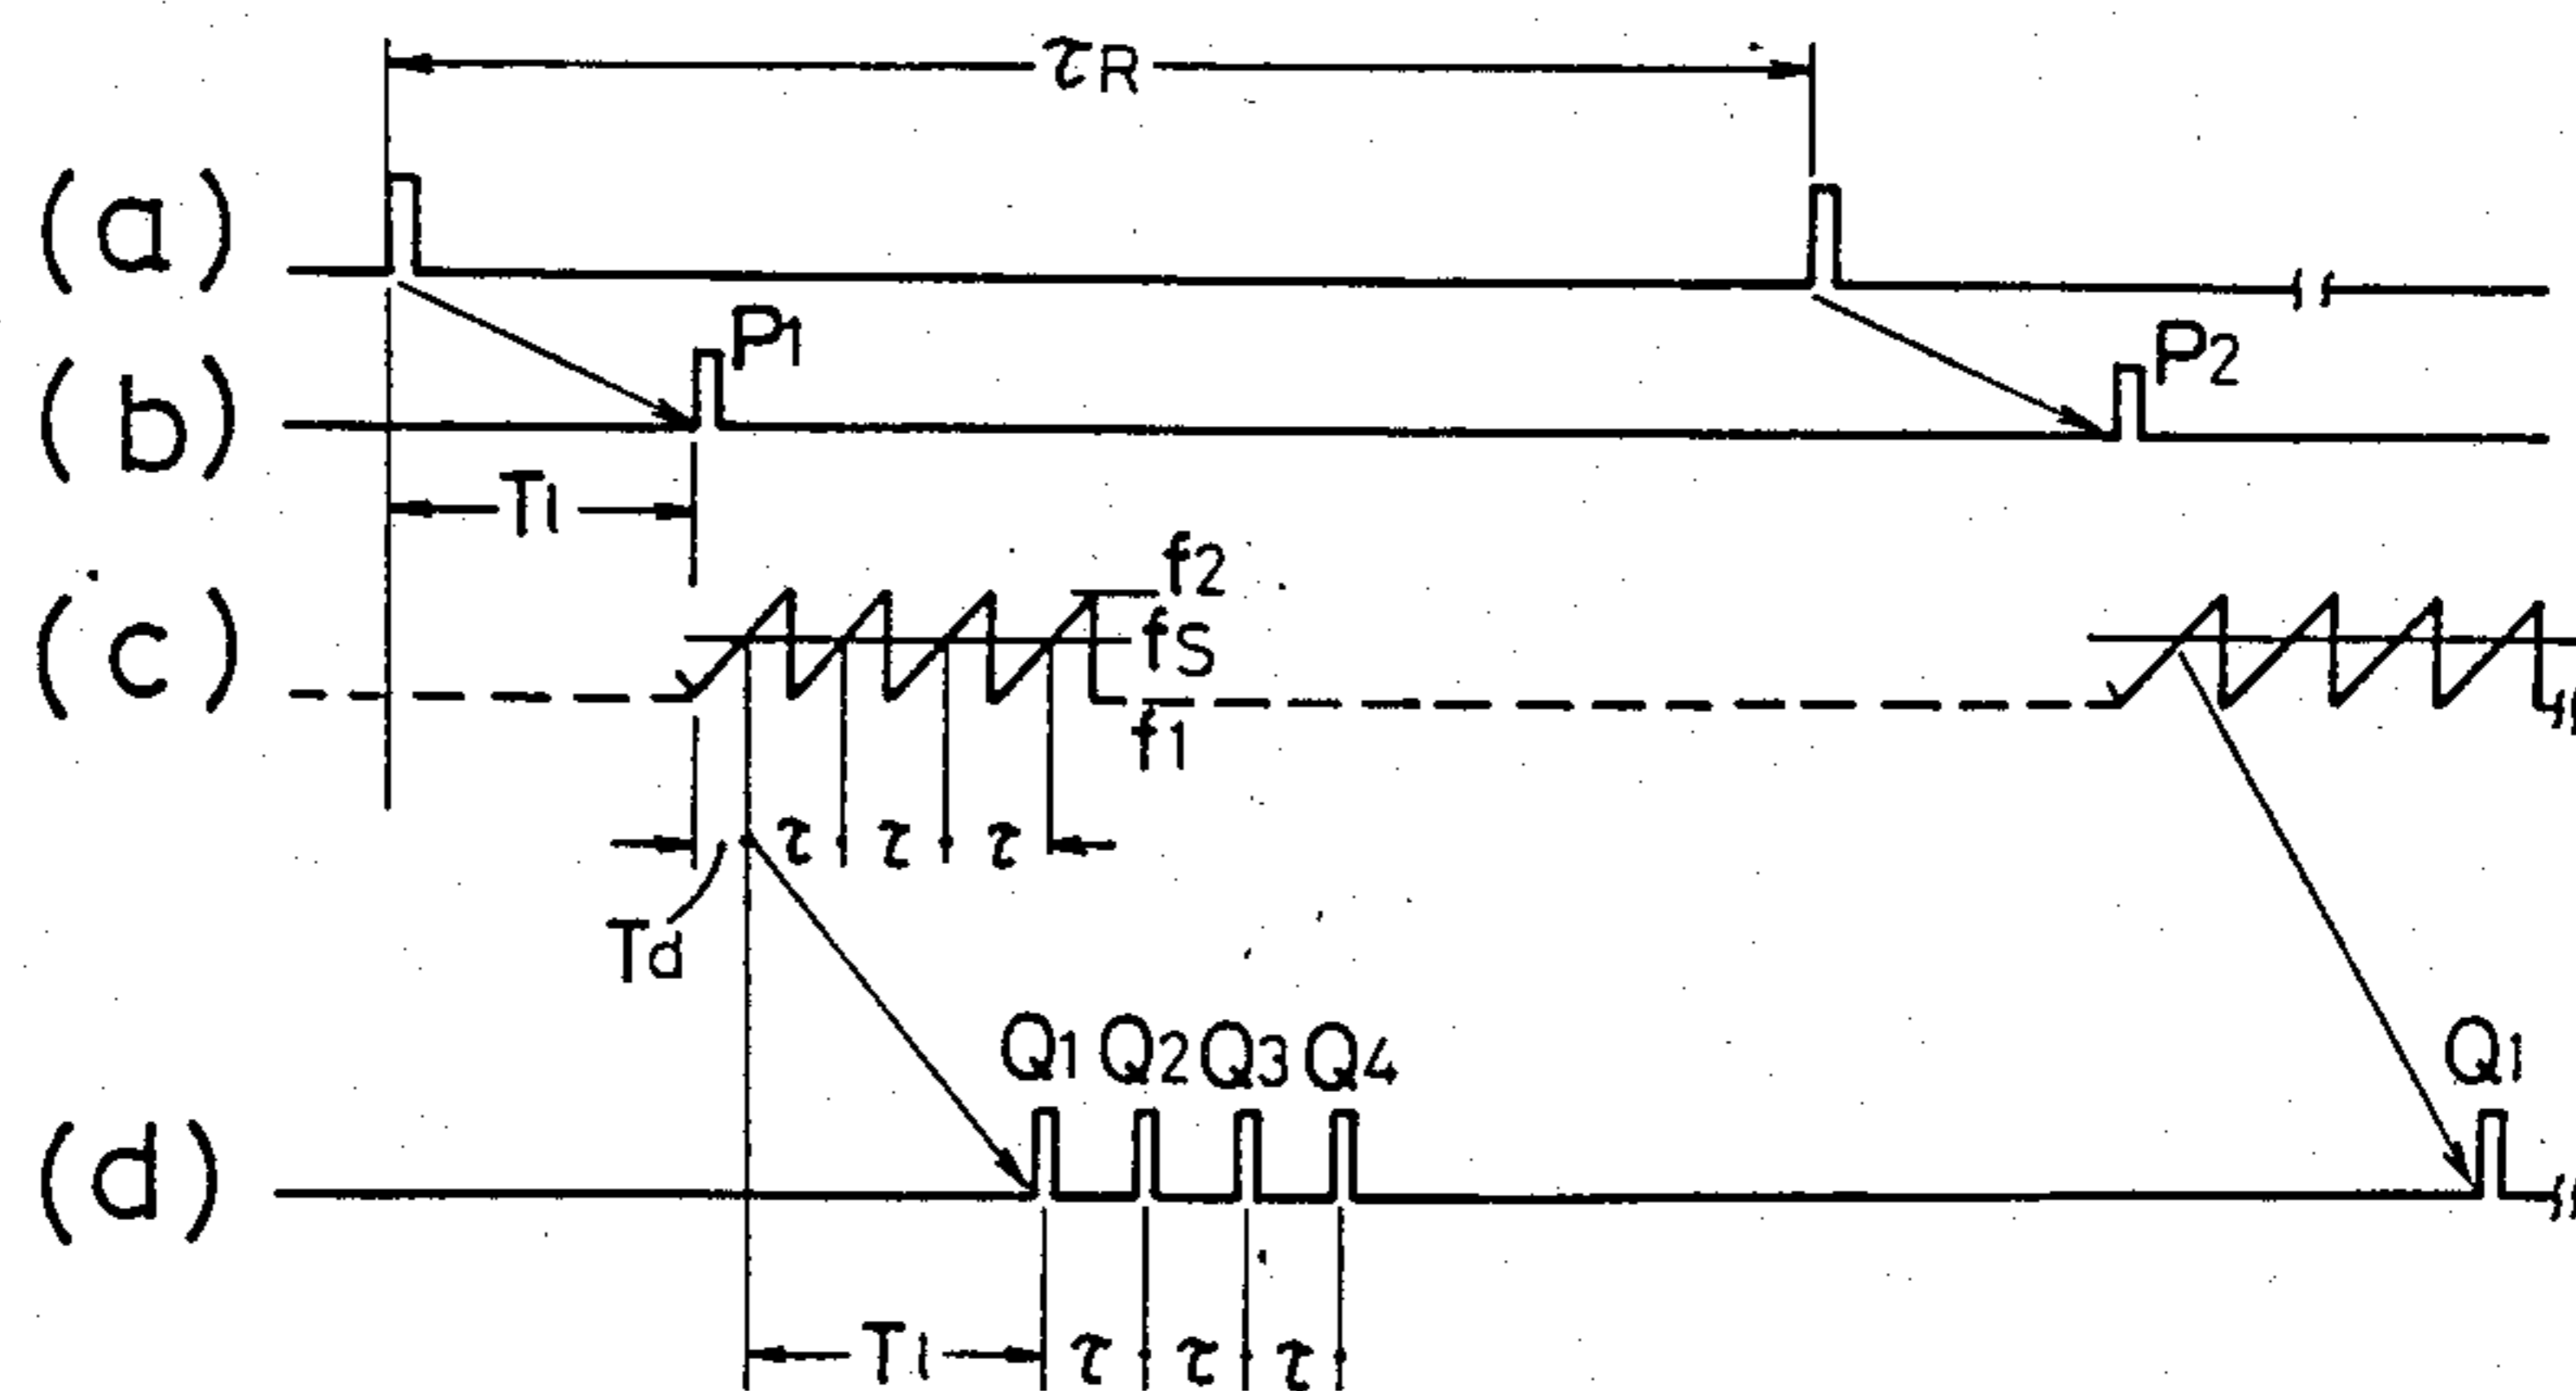 τR
(a)
P1
P2
(b)
T1
f2
fS
(c)
f1
τ τ τ
Td
Q1 Q2 Q3 Q4 Q1
(d)
T1 τ τ τ